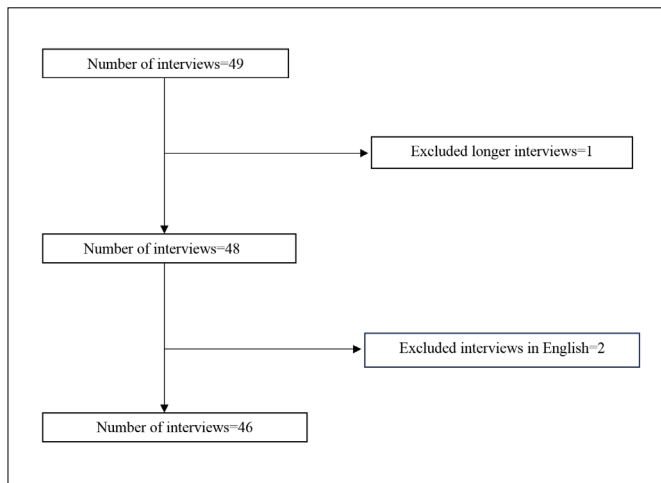 Number of interviews=49
Excluded longer interviews=1
Number of interviews=48
Excluded interviews in English=2
Number of interviews=46